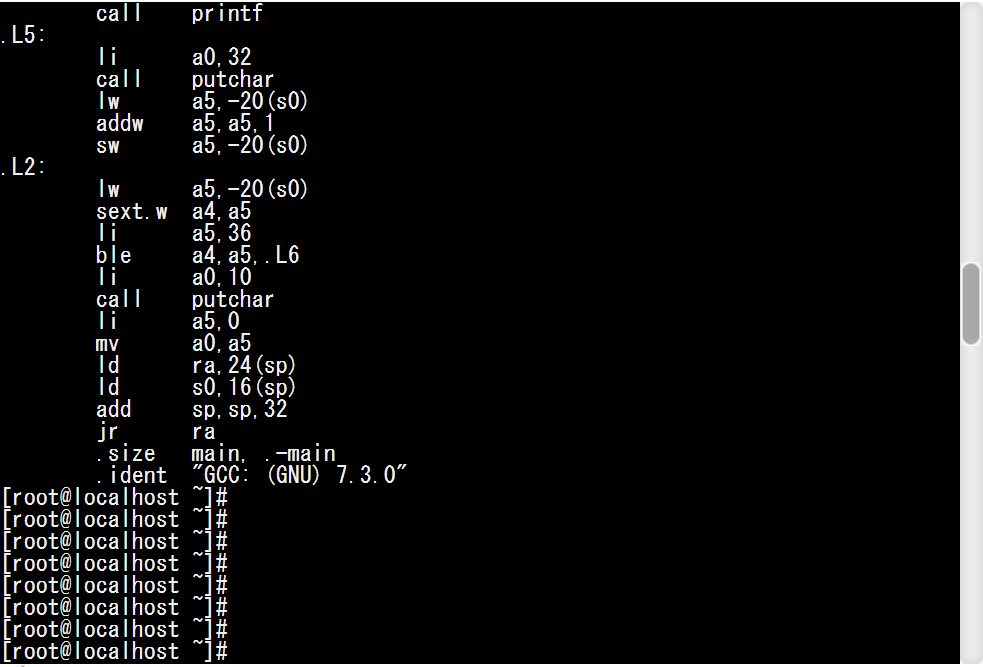 call    printf
.L5:
li      a0,32
call    putchar
lw      a5,-20(s0)
addw    a5,a5,1
sw      a5,-20(s0)
.L2:
lw      a5,-20(s0)
sext.w  a4,a5
li      a5,36
ble     a4,a5,.L6
li      a0,10
call    putchar
li      a5,0
mv      a0,a5
ld      ra,24(sp)
ld      s0,16(sp)
add     sp,sp,32
jr      ra
.size   main, .-main
.ident  "GCC: (GNU) 7.3.0"
[root@localhost ~]#
[root@localhost ~]#
[root@localhost ~]#
[root@localhost ~]#
[root@localhost ~]#
[root@localhost ~]#
[root@localhost ~]#
[root@localhost ~]#